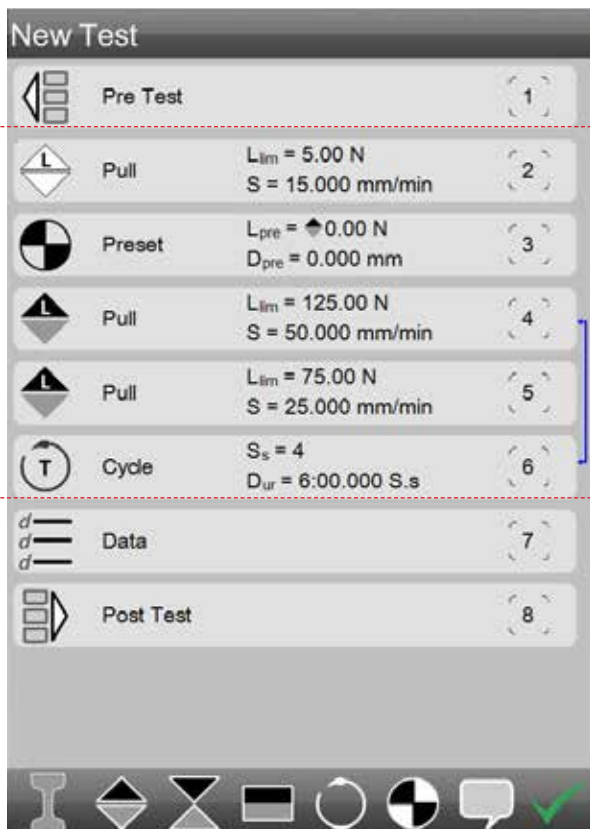 New Test
Pre Test 1
L Pull Llim = 5.00 N 2
S = 15.000 mm/min
Preset Lpre = 0.00 N 3
Dpre = 0.000 mm
L Pull Llim = 125.00 N 4
S = 50.000 mm/min
L Pull Llim = 75.00 N 5
S = 25.000 mm/min
T Cycle Ss = 4 6
Dur = 6:00.000 S.s
d
d Data 7
d
Post Test 8